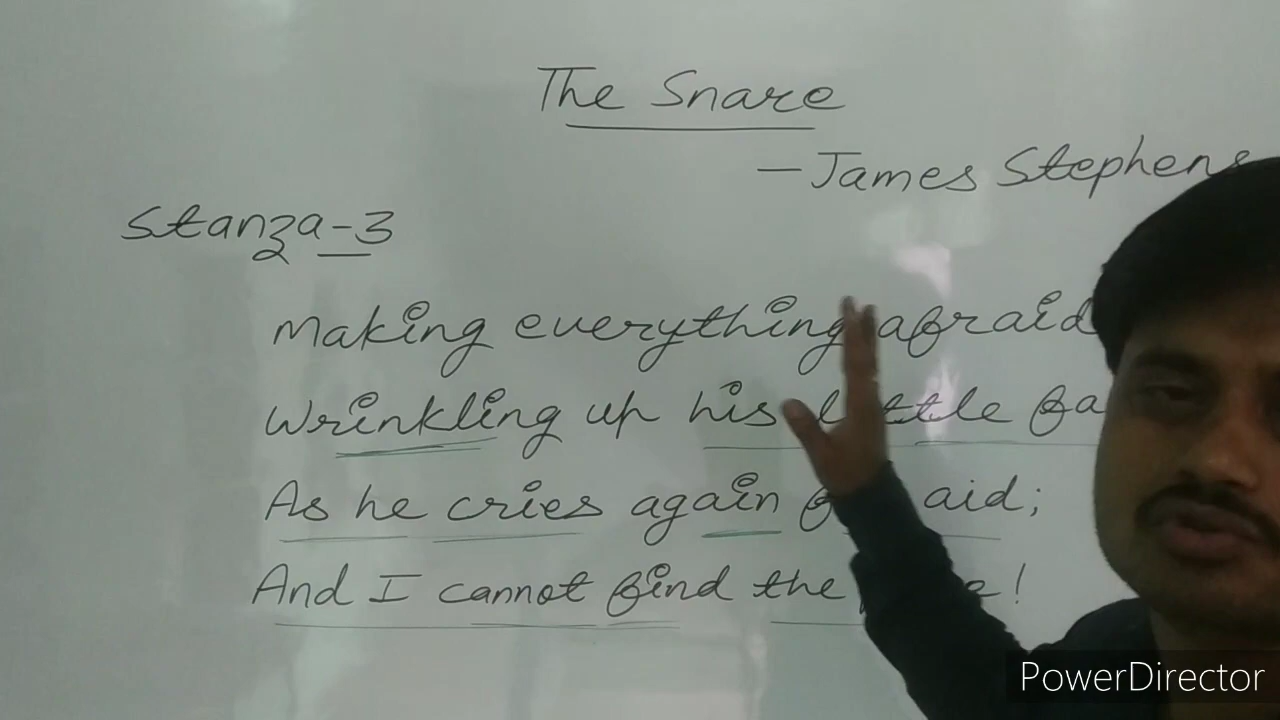 The Snare
—James Stephens
Stanza-3
Making everything afraid
Wrinkling up his little
As he cries again aid;
And I cannot find the
PowerDirector